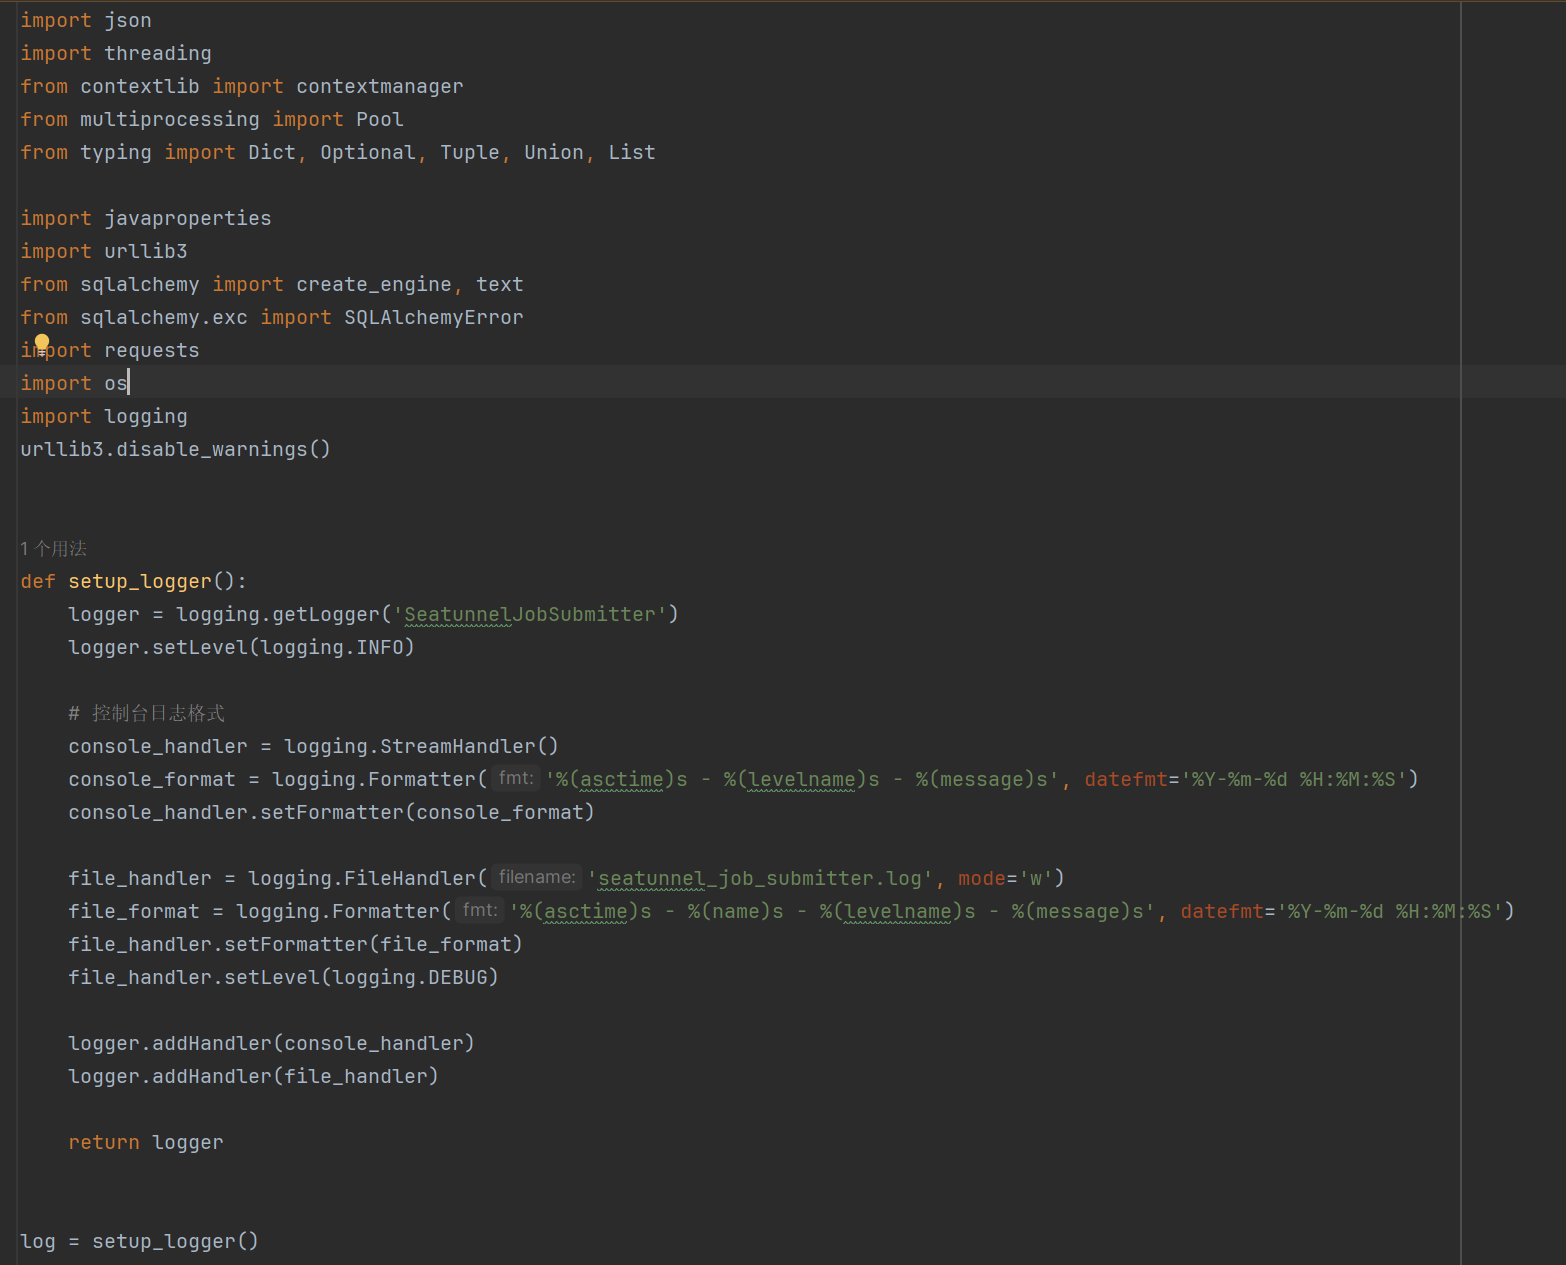 import json
import threading
from contextlib import contextmanager
from multiprocessing import Pool
from typing import Dict, Optional, Tuple, Union, List
import javaproperties
import urllib3
from sqlalchemy import create_engine, text
from sqlalchemy.exc import SQLAlchemyError
import requests
import os
import logging
urllib3.disable_warnings()
1 个用法
def setup_logger():
    logger = logging.getLogger('SeatunnelJobSubmitter')
    logger.setLevel(logging.INFO)
    # 控制台日志格式
    console_handler = logging.StreamHandler()
    console_format = logging.Formatter( fmt: '%(asctime)s - %(levelname)s - %(message)s', datefmt='%Y-%m-%d %H:%M:%S')
    console_handler.setFormatter(console_format)
    file_handler = logging.FileHandler( filename: 'seatunnel_job_submitter.log', mode='w')
    file_format = logging.Formatter( fmt: '%(asctime)s - %(name)s - %(levelname)s - %(message)s', datefmt='%Y-%m-%d %H:%M:%S')
    file_handler.setFormatter(file_format)
    file_handler.setLevel(logging.DEBUG)
    logger.addHandler(console_handler)
    logger.addHandler(file_handler)
    return logger
log = setup_logger()